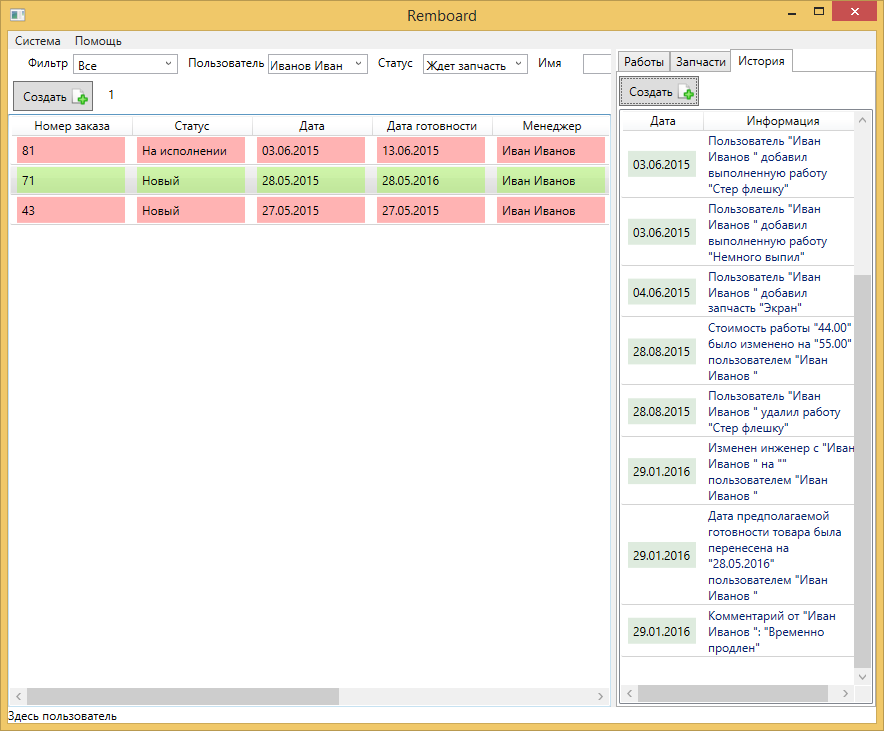 Remboard
Система Помощь
Фильтр Все Пользователь Иванов Иван Статус Ждет запчасть Имя
Создать 1
Номер заказа Статус Дата Дата готовности Менеджер
81 На исполнении 03.06.2015 13.06.2015 Иван Иванов
71 Новый 28.05.2015 28.05.2016 Иван Иванов
43 Новый 27.05.2015 27.05.2015 Иван Иванов
Работы Запчасти История
Создать
Дата Информация
03.06.2015
Пользователь "Иван
Иванов " добавил
выполненную работу
"Стер флешку"
03.06.2015
Пользователь "Иван
Иванов " добавил
выполненную работу
"Немного выпил"
04.06.2015
Пользователь "Иван
Иванов " добавил
запчасть "Экран"
28.08.2015
Стоимость работы "44.00"
было изменено на "55.00"
пользователем "Иван
Иванов "
28.08.2015
Пользователь "Иван
Иванов " удалил работу
"Стер флешку"
29.01.2016
Изменен инженер с "Иван
Иванов " на ""
пользователем "Иван
Иванов "
29.01.2016
Дата предполагаемой
готовности товара была
перенесена на
"28.05.2016"
пользователем "Иван
Иванов "
29.01.2016
Комментарий от "Иван
Иванов ": "Временно
продлен"
Здесь пользователь